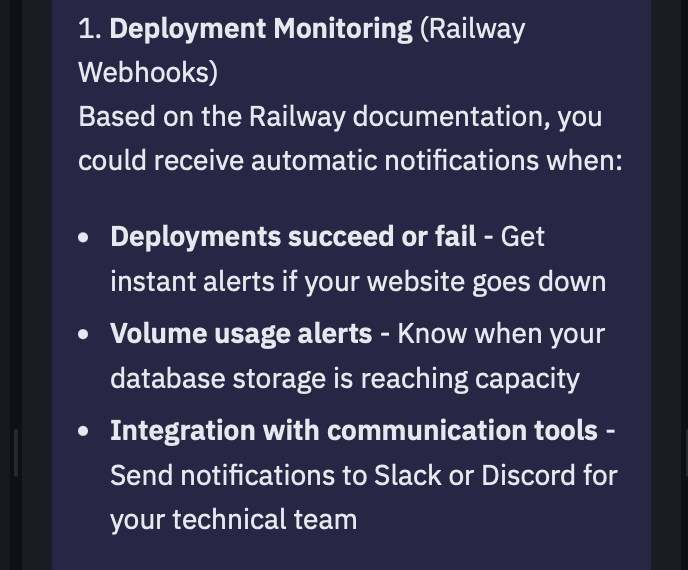 1. Deployment Monitoring (Railway
Webhooks)
Based on the Railway documentation, you
could receive automatic notifications when:
• Deployments succeed or fail - Get
instant alerts if your website goes down
• Volume usage alerts - Know when your
database storage is reaching capacity
• Integration with communication tools -
Send notifications to Slack or Discord for
your technical team